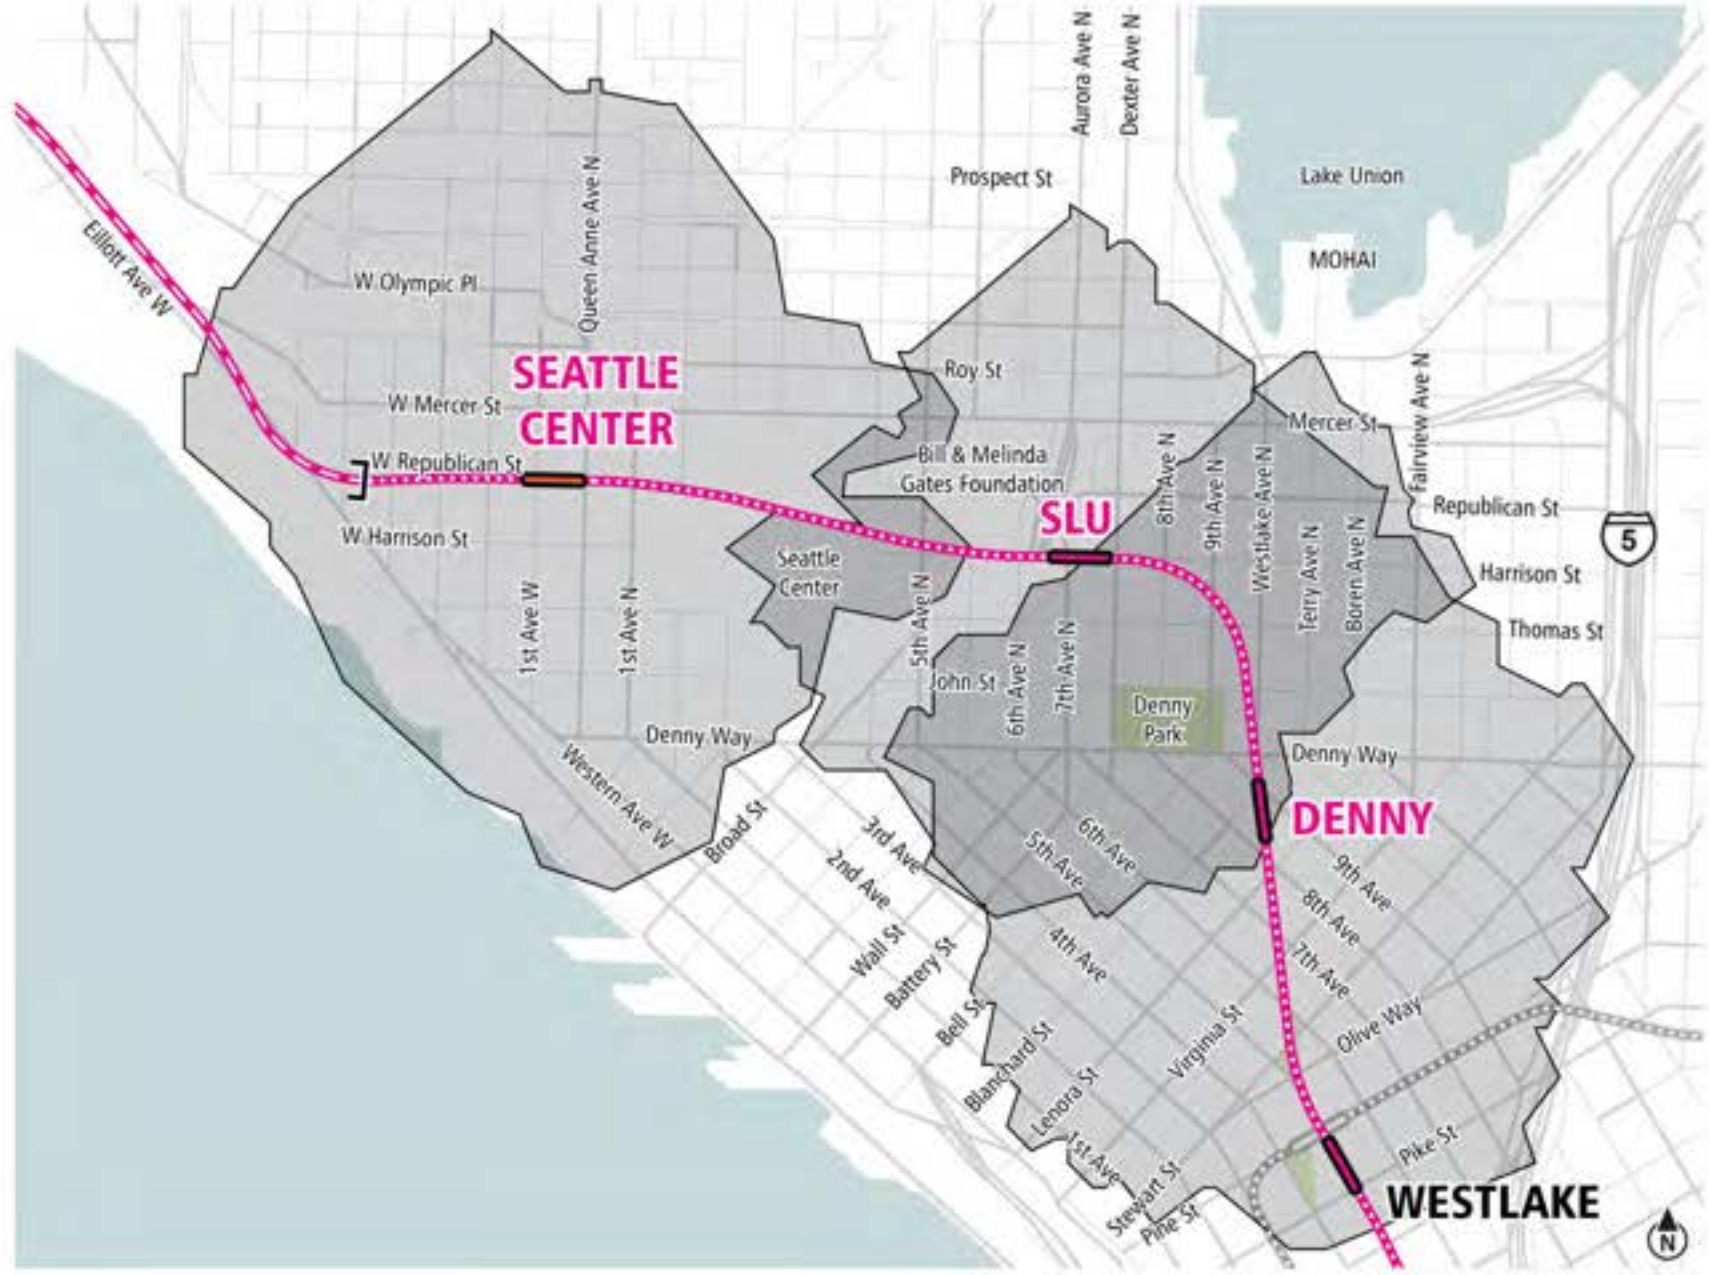 Aurora Ave N
Dexter Ave N
Prospect St
Lake Union
MOHAI
Queen Anne Ave N
Eillott Ave W
W Olympic Pl
SEATTLE
CENTER
Roy St
W Mercer St
Mercer St
Fairview Ave N
W Republican St
Bill & Melinda
Gates Foundation
SLU
8th Ave N
9th Ave N
Westlake Ave N
Terry Ave N
Boren Ave N
Republican St
5
W Harrison St
Seattle
Center
Harrison St
Thomas St
1st Ave W
1st Ave N
5th Ave N
John St
6th Ave N
7th Ave N
Denny
Park
Denny Way
Denny Way
Western Ave W
Broad St
DENNY
3rd Ave
2nd Ave
6th Ave
5th Ave
9th Ave
8th Ave
7th Ave
4th Ave
Wall St
Battery St
Bell St
Blanchard St
Lenora St
Virginia St
Olive Way
1st Ave
Stewart St
Pine St
Pike St
WESTLAKE
N